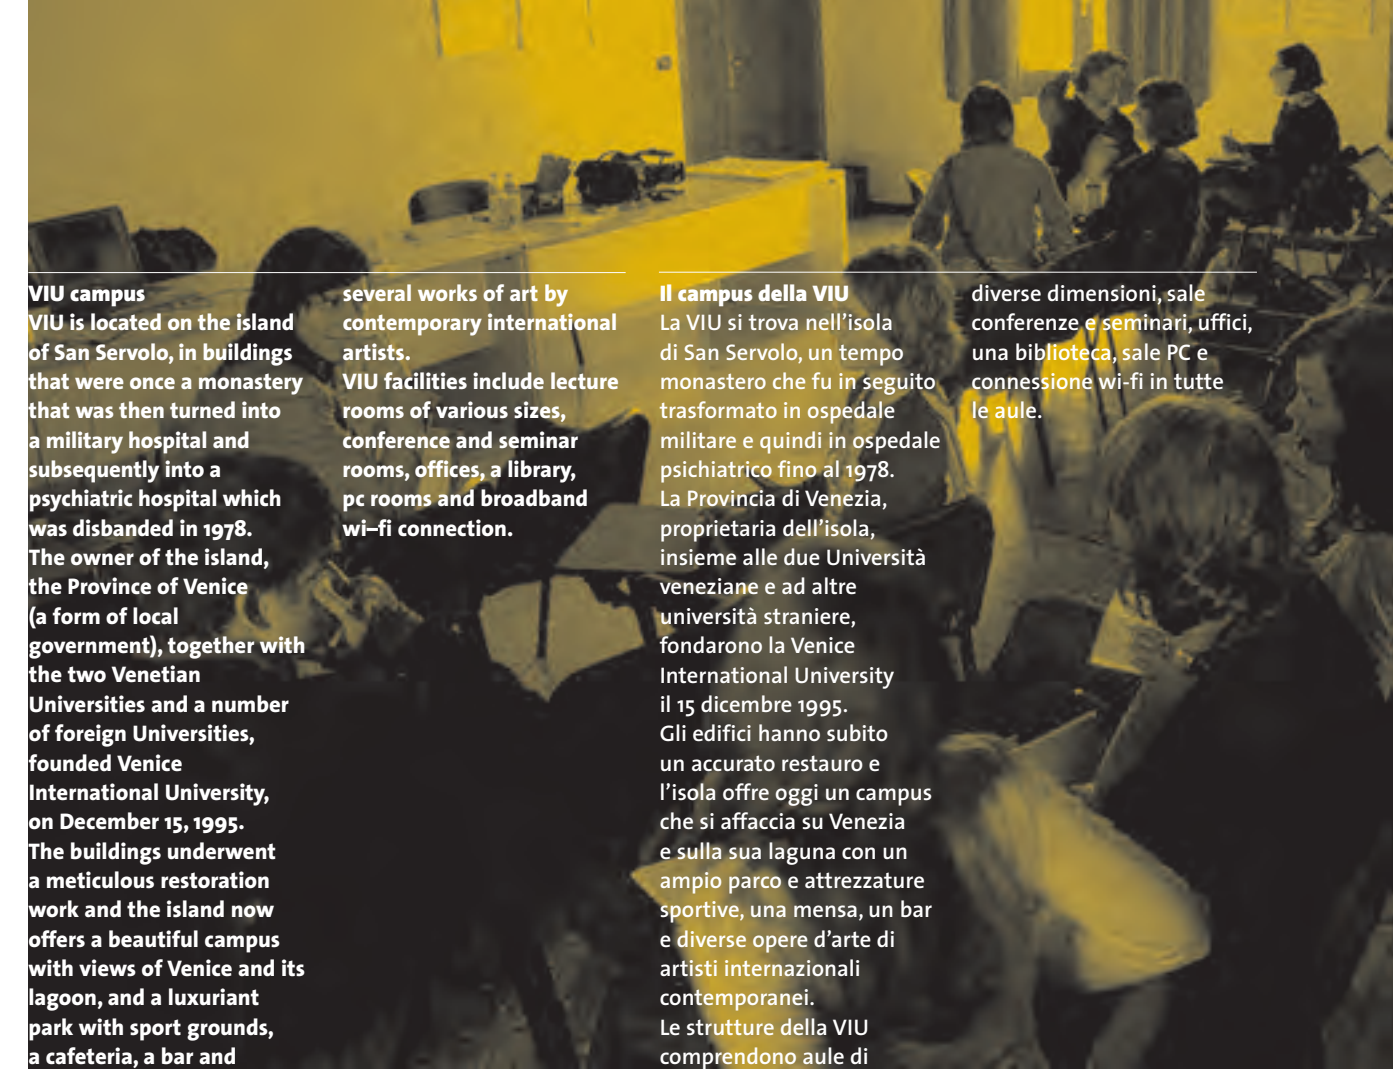 VIU campus
VIU is located on the island
of San Servolo, in buildings
that were once a monastery
that was then turned into
a military hospital and
subsequently into a
psychiatric hospital which
was disbanded in 1978.
The owner of the island,
the Province of Venice
(a form of local
government), together with
the two Venetian
Universities and a number
of foreign Universities,
founded Venice
International University,
on December 15, 1995.
The buildings underwent
a meticulous restoration
work and the island now
offers a beautiful campus
with views of Venice and its
lagoon, and a luxuriant
park with sport grounds,
a cafeteria, a bar and
several works of art by
contemporary international
artists.
VIU facilities include lecture
rooms of various sizes,
conference and seminar
rooms, offices, a library,
pc rooms and broadband
wi–fi connection.
Il campus della VIU
La VIU si trova nell'isola
di San Servolo, un tempo
monastero che fu in seguito
trasformato in ospedale
militare e quindi in ospedale
psichiatrico fino al 1978.
La Provincia di Venezia,
proprietaria dell'isola,
insieme alle due Università
veneziane e ad altre
università straniere,
fondarono la Venice
International University
il 15 dicembre 1995.
Gli edifici hanno subito
un accurato restauro e
l'isola offre oggi un campus
che si affaccia su Venezia
e sulla sua laguna con un
ampio parco e attrezzature
sportive, una mensa, un bar
e diverse opere d'arte di
artisti internazionali
contemporanei.
Le strutture della VIU
comprendono aule di
diverse dimensioni, sale
conferenze e seminari, uffici,
una biblioteca, sale PC e
connessione wi-fi in tutte
le aule.